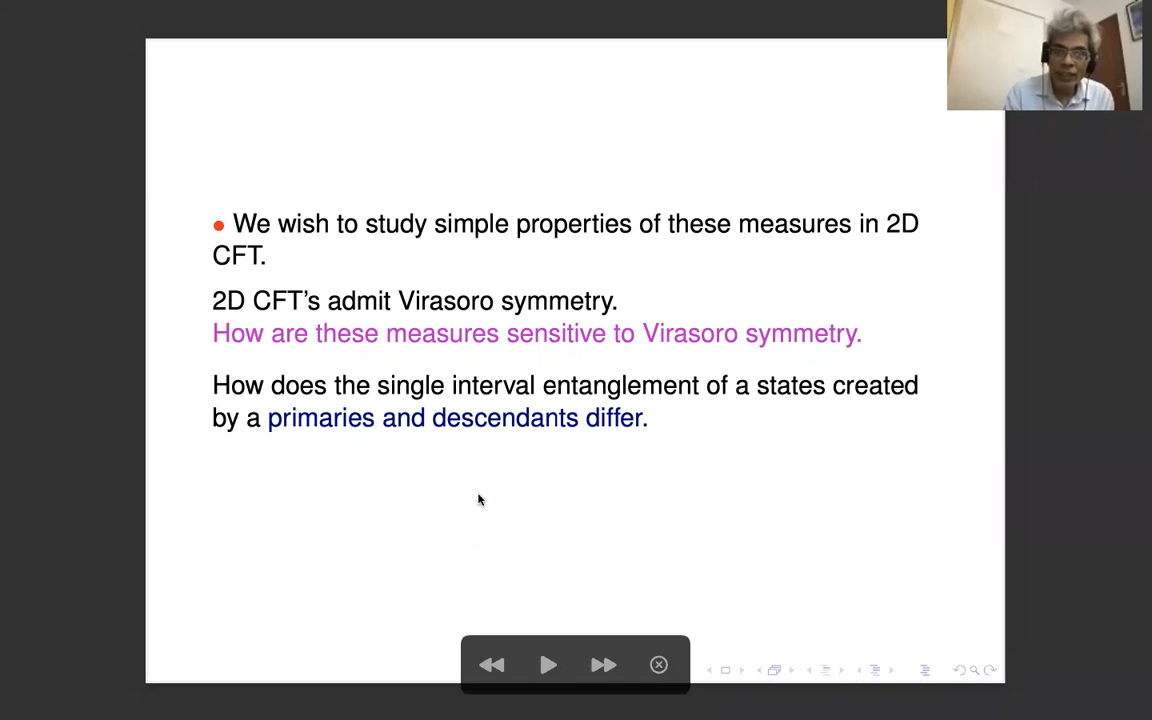 • We wish to study simple properties of these measures in 2D
CFT.
2D CFT's admit Virasoro symmetry.
How are these measures sensitive to Virasoro symmetry.
How does the single interval entanglement of a states created
by a primaries and descendants differ.